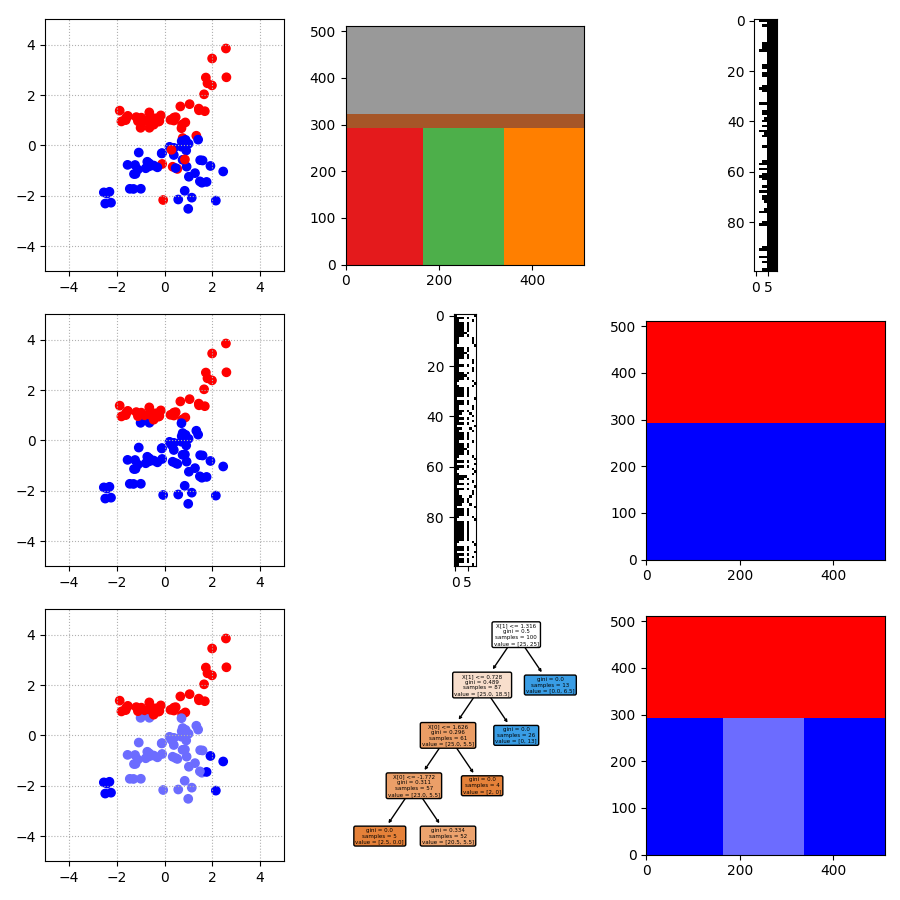 4
2
0
−2
−4
−4 −2 0 2 4
500
400
300
200
100
0
0 200 400
0
20
40
60
80
0 5
4
2
0
−2
−4
−4 −2 0 2 4
0
20
40
60
80
0 5
500
400
300
200
100
0
0 200 400
4
2
0
−2
−4
−4 −2 0 2 4
X[1] <= 1.316
gini = 0.5
samples = 100
value = [25, 25]
X[1] <= 0.728
gini = 0.489
samples = 87
value = [25.0, 18.5]
gini = 0.0
samples = 13
value = [0.0, 6.5]
X[0] <= 1.626
gini = 0.296
samples = 61
value = [25.0, 5.5]
gini = 0.0
samples = 26
value = [0, 13]
X[0] <= -1.772
gini = 0.311
samples = 57
value = [23.0, 5.5]
gini = 0.0
samples = 4
value = [2, 0]
gini = 0.0
samples = 5
value = [2.5, 0.0]
gini = 0.334
samples = 52
value = [20.5, 5.5]
500
400
300
200
100
0
0 200 400